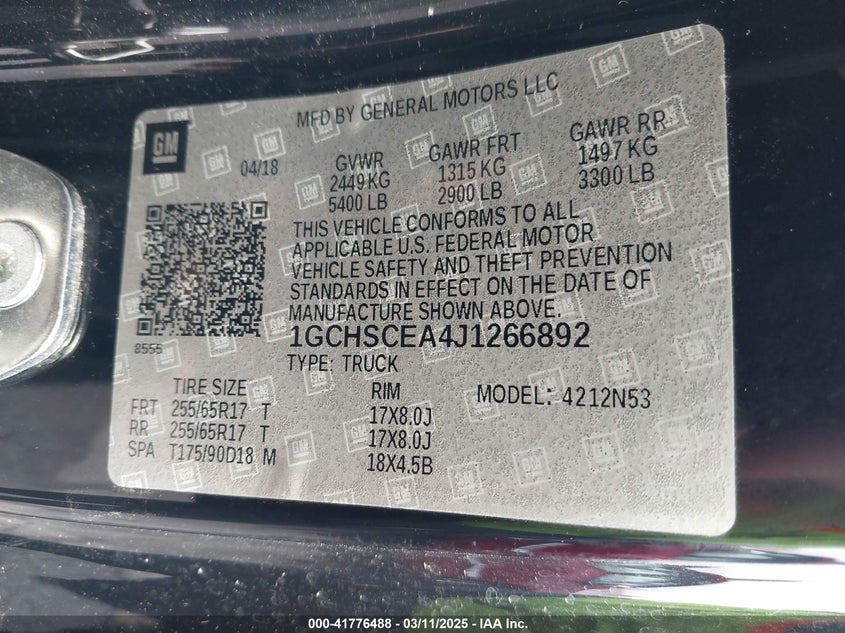 MFD BY GENERAL MOTORS LLC
GM
04/18
GVWR GAWR FRT GAWR RR
2449 KG 1315 KG 1497 KG
5400 LB 2900 LB 3300 LB
THIS VEHICLE CONFORMS TO ALL
APPLICABLE U.S. FEDERAL MOTOR
VEHICLE SAFETY AND THEFT PREVENTION
STANDARDS IN EFFECT ON THE DATE OF
MANUFACTURE SHOWN ABOVE.
8555
1GCHSCEA4J1266892
TYPE: TRUCK
TIRE SIZE RIM MODEL: 4212N53
FRT 255/65R17 T 17X8.0J
RR 255/65R17 T 17X8.0J
SPA T175/90D18 M 18X4.5B
000-41776488 - 03/11/2025 - IAA Inc.